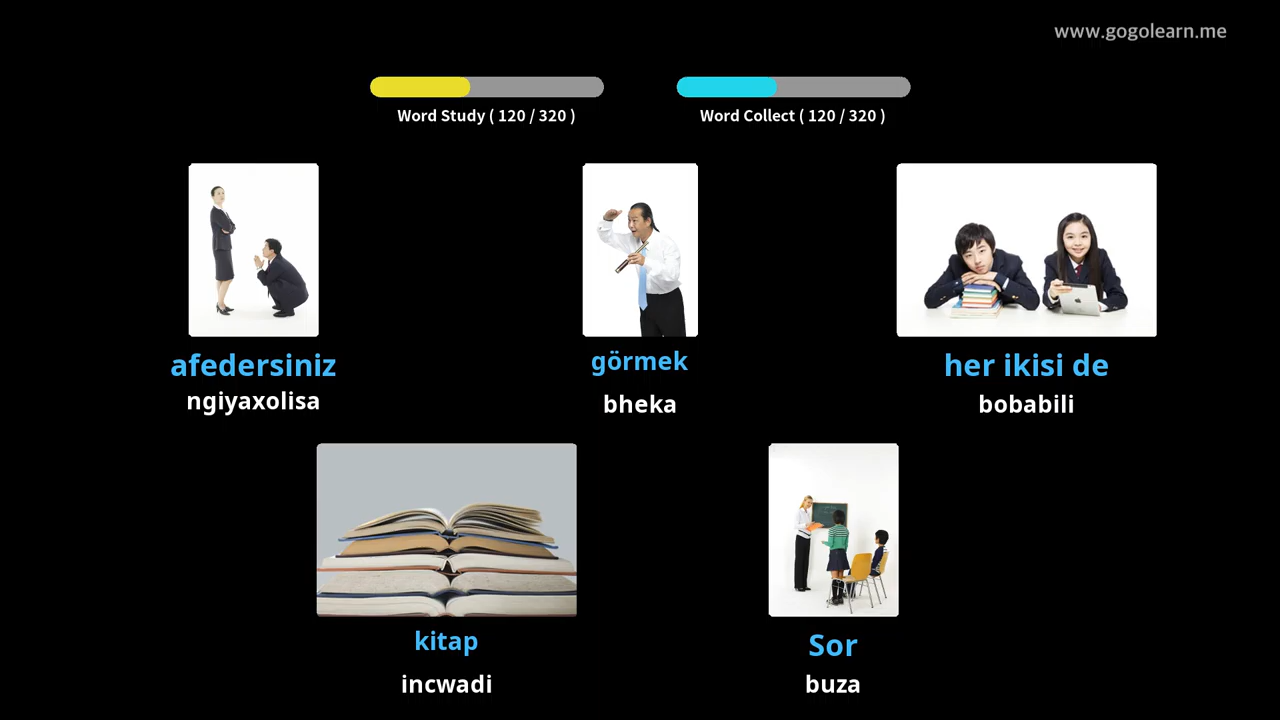 www.gogolearn.me
Word Study ( 120 / 320 )
Word Collect ( 120 / 320 )
afedersiniz
ngiyaxolisa
görmek
bheka
her ikisi de
bobabili
kitap
incwadi
Sor
buza